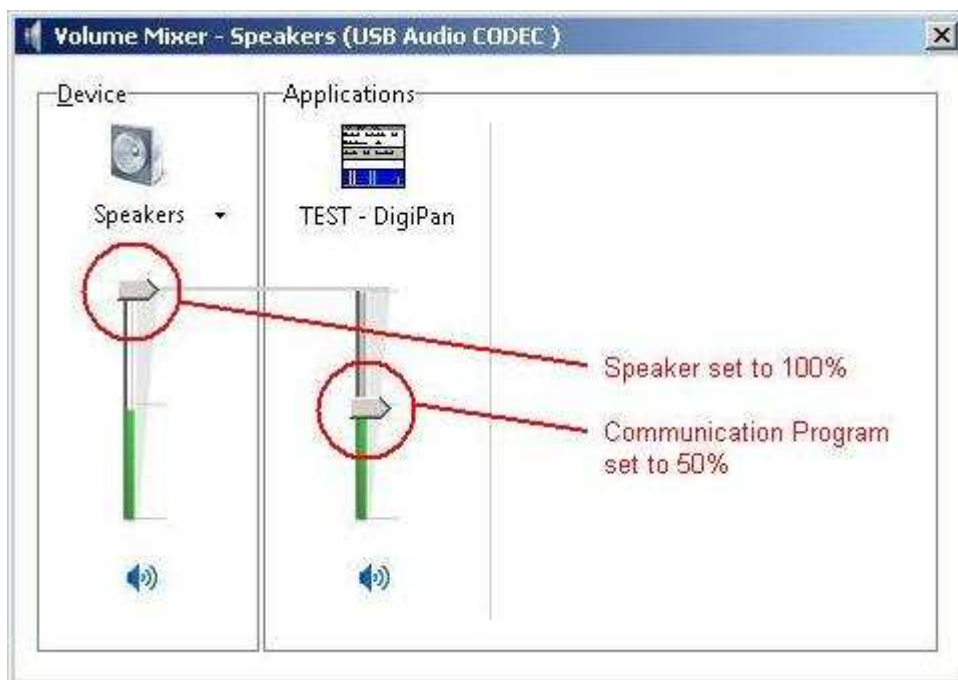 Volume Mixer - Speakers (USB Audio CODEC )
Device
Applications
Speakers
TEST - DigiPan
Speaker set to 100%
Communication Program
set to 50%